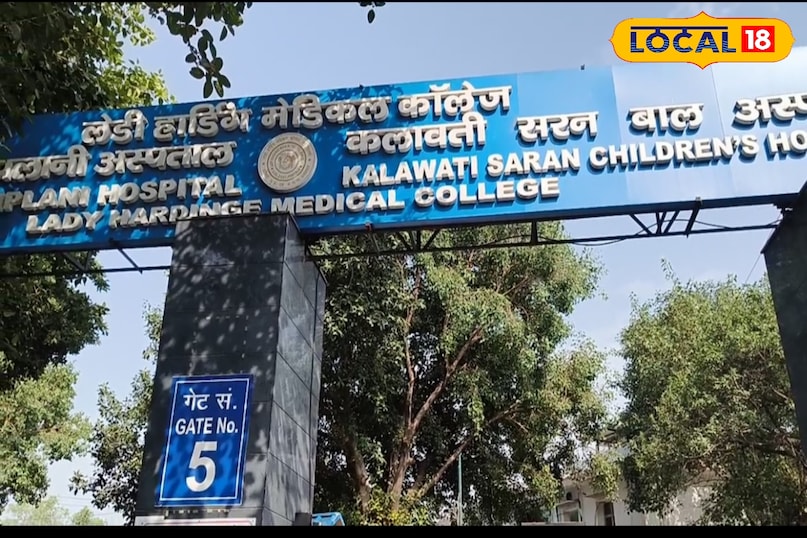 LOCAL 18
लेडी हार्डिंग मेडिकल कॉलेज
अस्पताल
कलावती सरन बाल
HOSPITAL
KALAWATI SARAN CHILDREN'S
LADY HARDINGE MEDICAL COLLEGE
गेट सं.
GATE No.
5